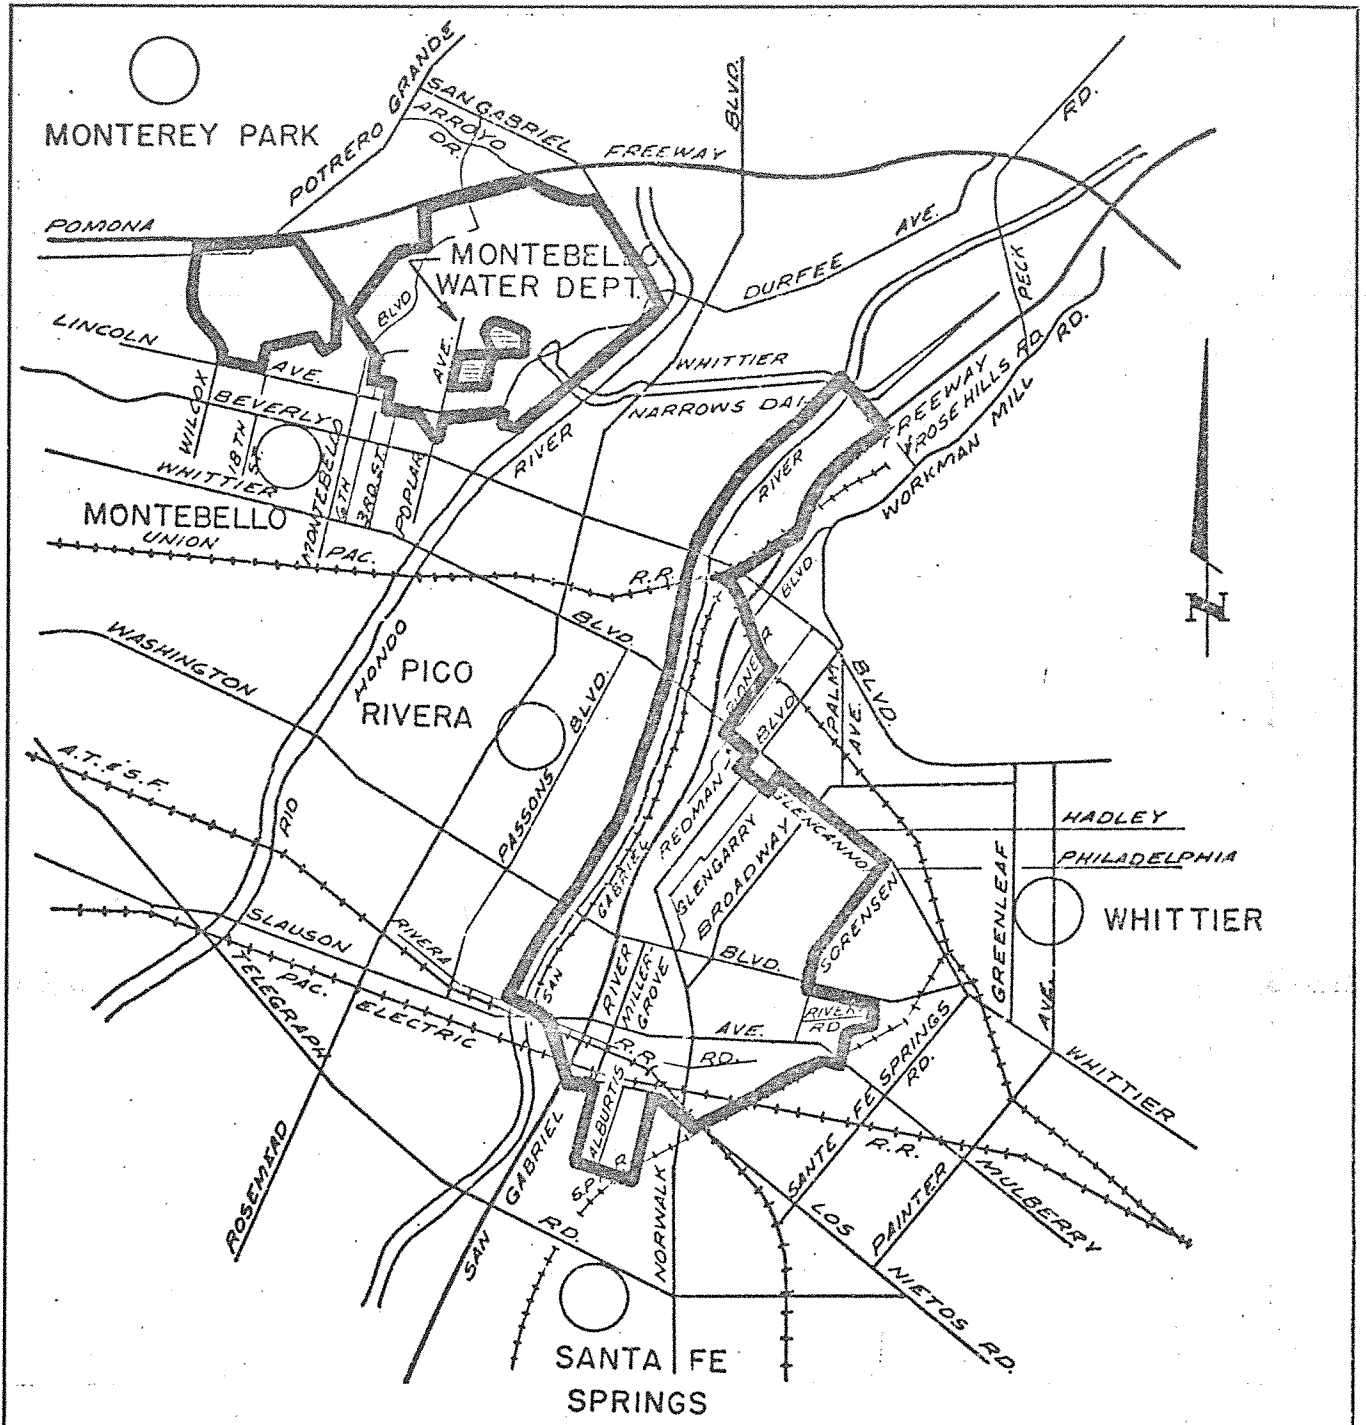 MONTEREY PARK
POTRERO GRANDE
SAN GABRIEL
ARROYO
DR.
FREEWAY
BLVD.
RD.
POMONA
MONTEBELLO
WATER DEPT.
BLVD
AVE.
DURFEE AVE.
PECK
LINCOLN
AVE.
WHITTIER
NARROWS DAM
FREEWAY
ROSE HILLS RD.
WORKMAN MILL
RD.
BEVERLY
WILCOX
18TH
ST.
WHITTIER
MONTEBELLO
6TH
3RD ST.
POPLAR
RIVER
RIVER
MONTEBELLO
UNION
PAC.
R.R.
BLVD.
BLVD.
WASHINGTON
HONDO
PICO
RIVERA
BLVD.
PASSONS
PIONEER
BLVD.
PALM
AVE.
BLVD.
N
A.T.&S.F.
RIO
REDMAN
GLENCANNO
GLENGARRY
BROADWAY
GABRIEL
HADLEY
PHILADELPHIA
GREENLEAF
AVE.
WHITTIER
SLAUSON
RIVERA
SORENSEN
BLVD.
SAN
RIVER
MILLER-
GROVE
RIVER
RD
PAC.
ELECTRIC
TELEGRAPH
AVE.
R.R.
RD.
ALBURTIS
SANTE FE SPRINGS
RD.
WHITTIER
ROSEMEAD
SAN GABRIEL
S.P. R
RD.
NORWALK
R.R.
MULBERRY
PAINTER
LOS NIETOS RD.
SANTA FE
SPRINGS